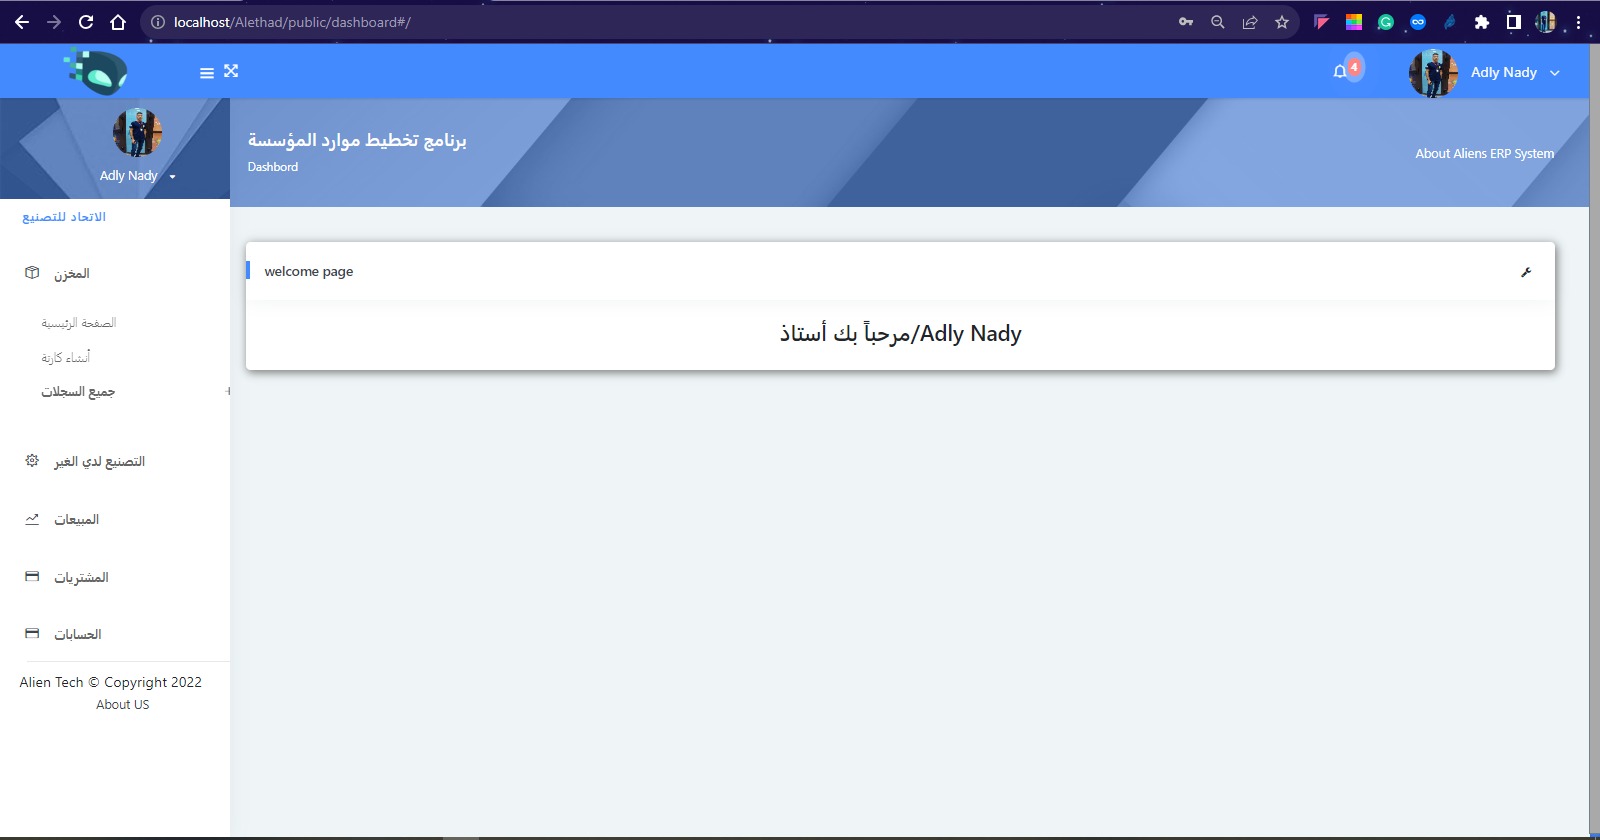 localhost/Alethad/public/dashboard#/
4
Adly Nady
Adly Nady
برنامج تخطيط موارد المؤسسة
Dashbord
About Aliens ERP System
الاتحاد للتصنيع
المخزن
الصفحة الرئيسية
أنشاء كارتة
جميع السجلات
التصنيع لدي الغير
المبيعات
المشتريات
الحسابات
Alien Tech © Copyright 2022
About US
welcome page
مرحباً بك أستاذ/Adly Nady